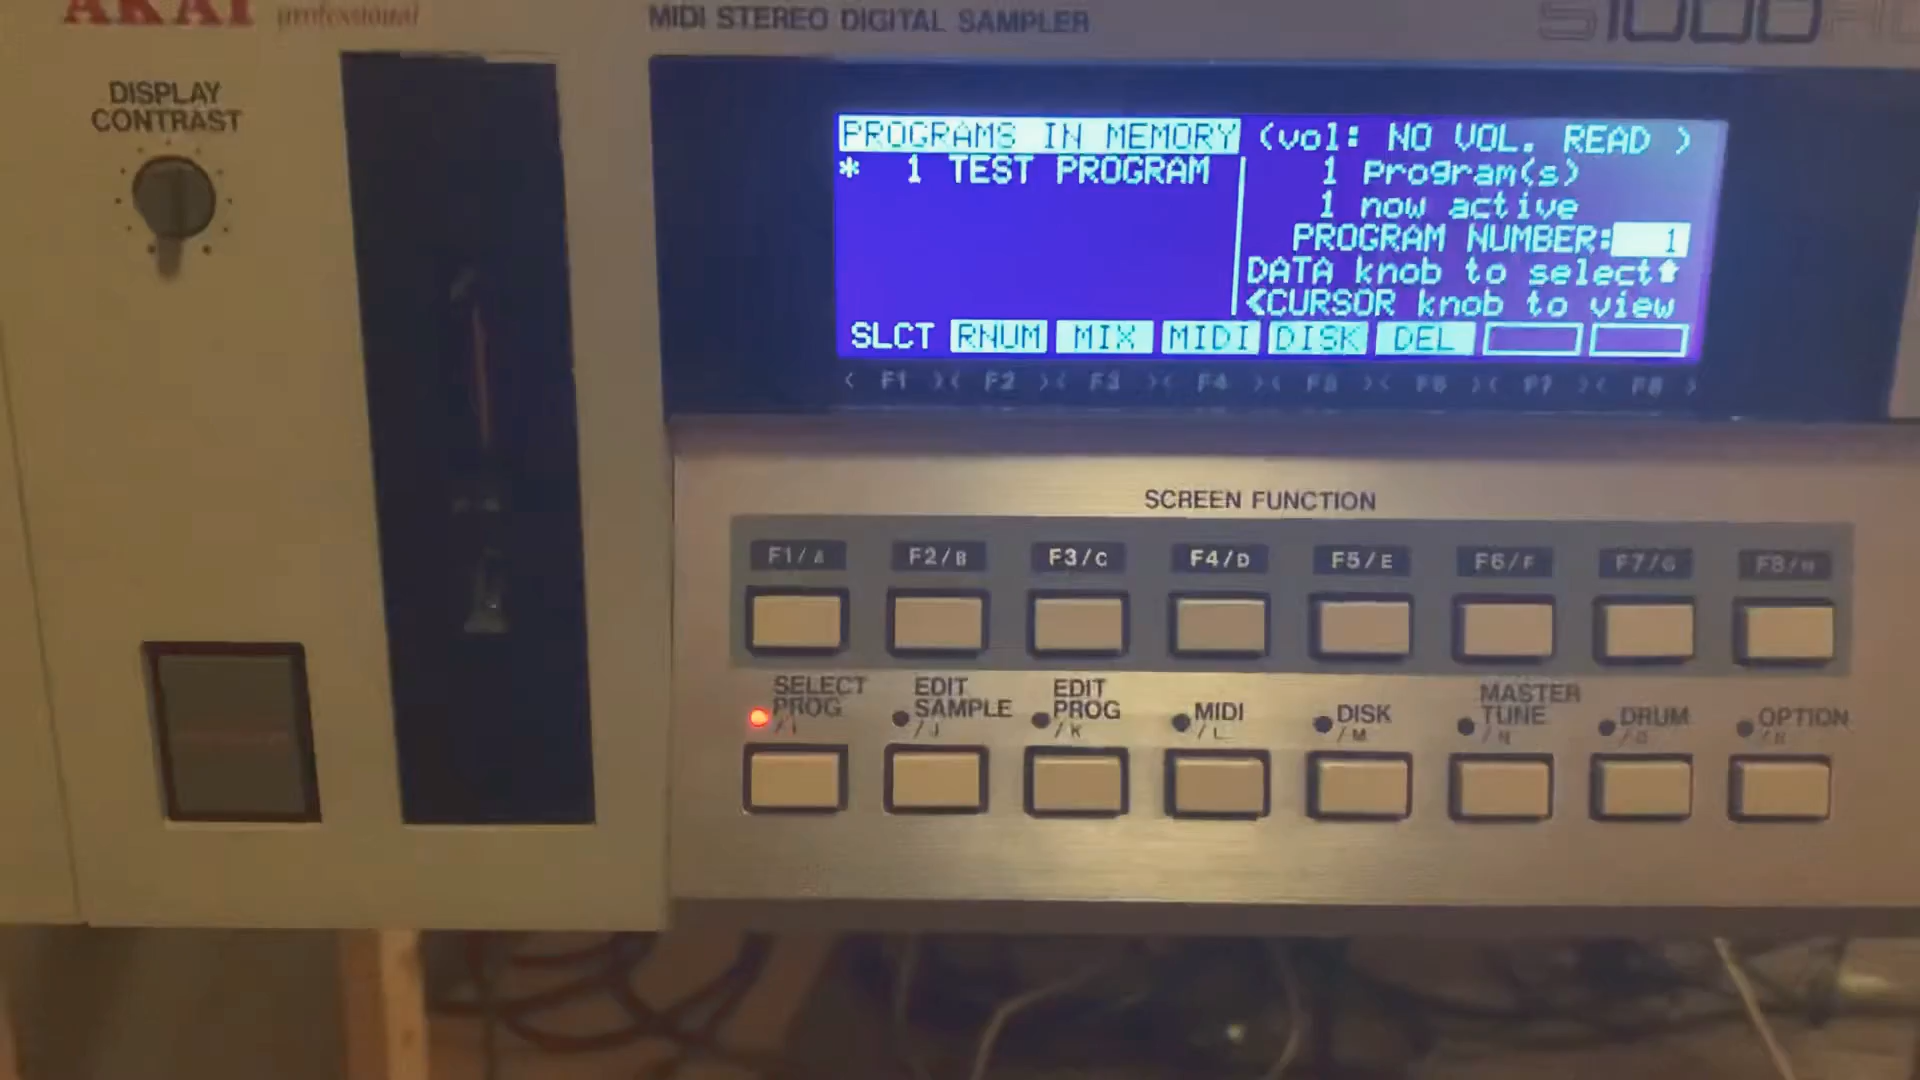 AKAI professional
MIDI STEREO DIGITAL SAMPLER
S1000HD
DISPLAY
CONTRAST
PROGRAMS IN MEMORY (vol: NO VOL. READ )
* 1 TEST PROGRAM
1 Program(s)
1 now active
PROGRAM NUMBER: 1
DATA knob to select
<CURSOR knob to view
SLCT RNUM MIX MIDI DISK DEL
< F1 >< F2 >< F3 >< F4 >< F5 >< F6 >< F7 >< F8 >
SCREEN FUNCTION
F1/A F2/B F3/C F4/D F5/E F6/F F7/G F8/H
SELECT PROG /I
EDIT SAMPLE /J
EDIT PROG /K
MIDI /L
DISK /M
MASTER TUNE /N
DRUM /O
OPTION